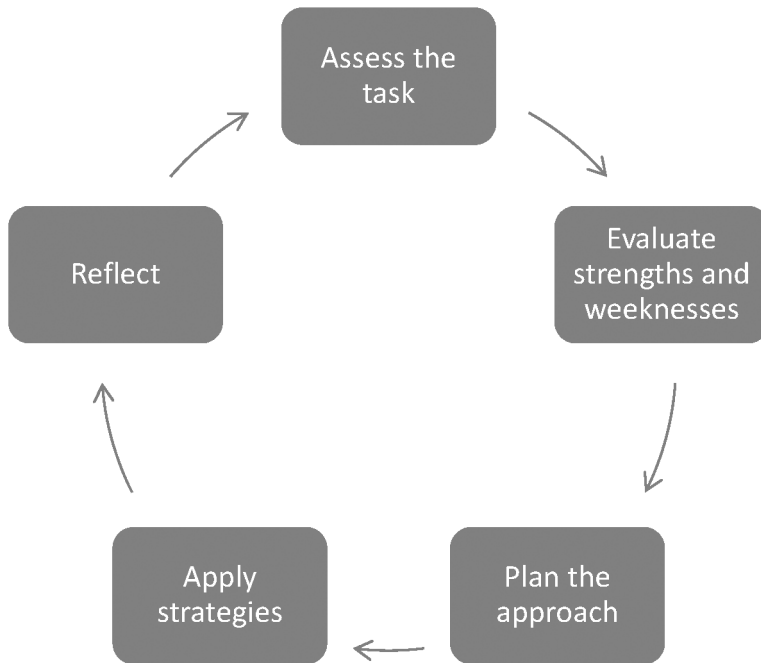 Assess the
task
Evaluate
strengths and
weeknesses
Plan the
approach
Apply
strategies
Reflect